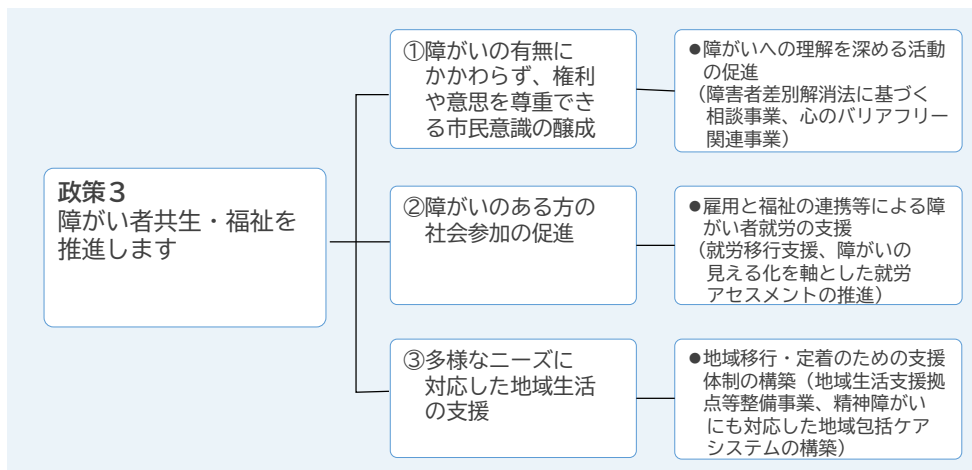 政策３
障がい者共生・福祉を
推進します
①障がいの有無に
かかわらず、権利
や意思を尊重でき
る市民意識の醸成
●障がいへの理解を深める活動
の促進
（障害者差別解消法に基づく
相談事業、心のバリアフリー
関連事業）
②障がいのある方の
社会参加の促進
●雇用と福祉の連携等による障
がい者就労の支援
（就労移行支援、障がいの
見える化を軸とした就労
アセスメントの推進）
③多様なニーズに
対応した地域生活
の支援
●地域移行・定着のための支援
体制の構築（地域生活支援拠
点等整備事業、精神障がい
にも対応した地域包括ケア
システムの構築）